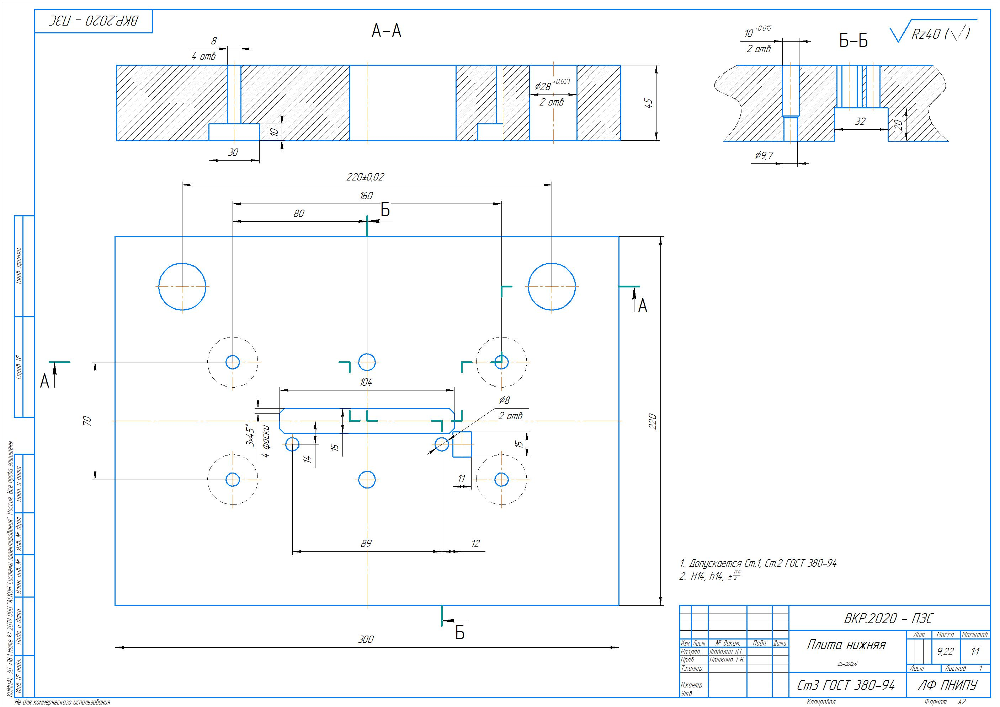 ВКР.2020 - ПЗС
А-А
Б-Б
Rz40 (√)
8
4 отв
10
30
⌀28 +0,021
2 отв
45
10 +0,015
2 отв
32
20
⌀9,7
220±0,02
160
80
Б
А
А
104
⌀8
2 отв
70
3×45°
4 фаски
15
14
15
11
220
89
12
Б
300
1. Допускается Ст.1, Ст.2 ГОСТ 380-94
2. H14, h14, ± IT14/2
ВКР.2020 - ПЗС
Лит. Масса Масштаб
Плита нижняя
25-26(2л)
9,22 1:1
Изм. Лист № докум. Подп. Дата
Разраб. Шабалин Д.С.
Пров. Пашкина Т.В.
Т.контр.
Лист Листов 1
Н.контр.
Утв.
Ст3 ГОСТ 380-94
ЛФ ПНИПУ
Копировал Формат А2
Перв. примен.
Справ. №
Подп. и дата
Инв. № дубл.
Взам. инв. №
Подп. и дата
Инв. № подл.
КОМПАС-3D v18.1 Home © 2019 ООО "АСКОН-Системы проектирования", Россия. Все права защищены.
Не для коммерческого использования